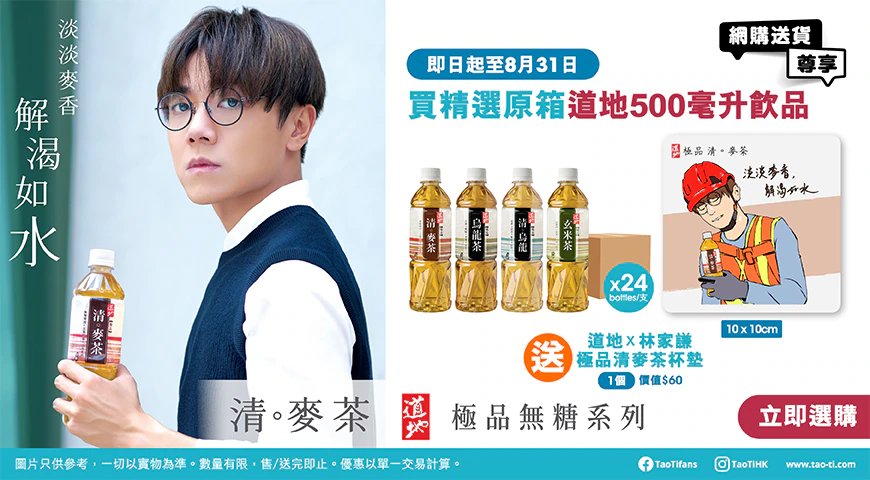 淡淡麥香
解渴如水
道地
清。麥茶
清。麥茶
網購送貨
尊享
即日起至8月31日
買精選原箱道地500毫升飲品
清。麥茶
烏龍茶
清。烏龍
玄米茶
x24
bottles/支
道地 極品 清。麥茶
淡淡麥香,
解渴如水
10 x 10cm
送
道地 x 林家謙
極品清麥茶杯墊
1個 價值$60
道地 極品無糖系列
立即選購
圖片只供參考,一切以實物為準。數量有限,售/送完即止。優惠以單一交易計算。
TaoTifans TaoTiHK www.tao-ti.com